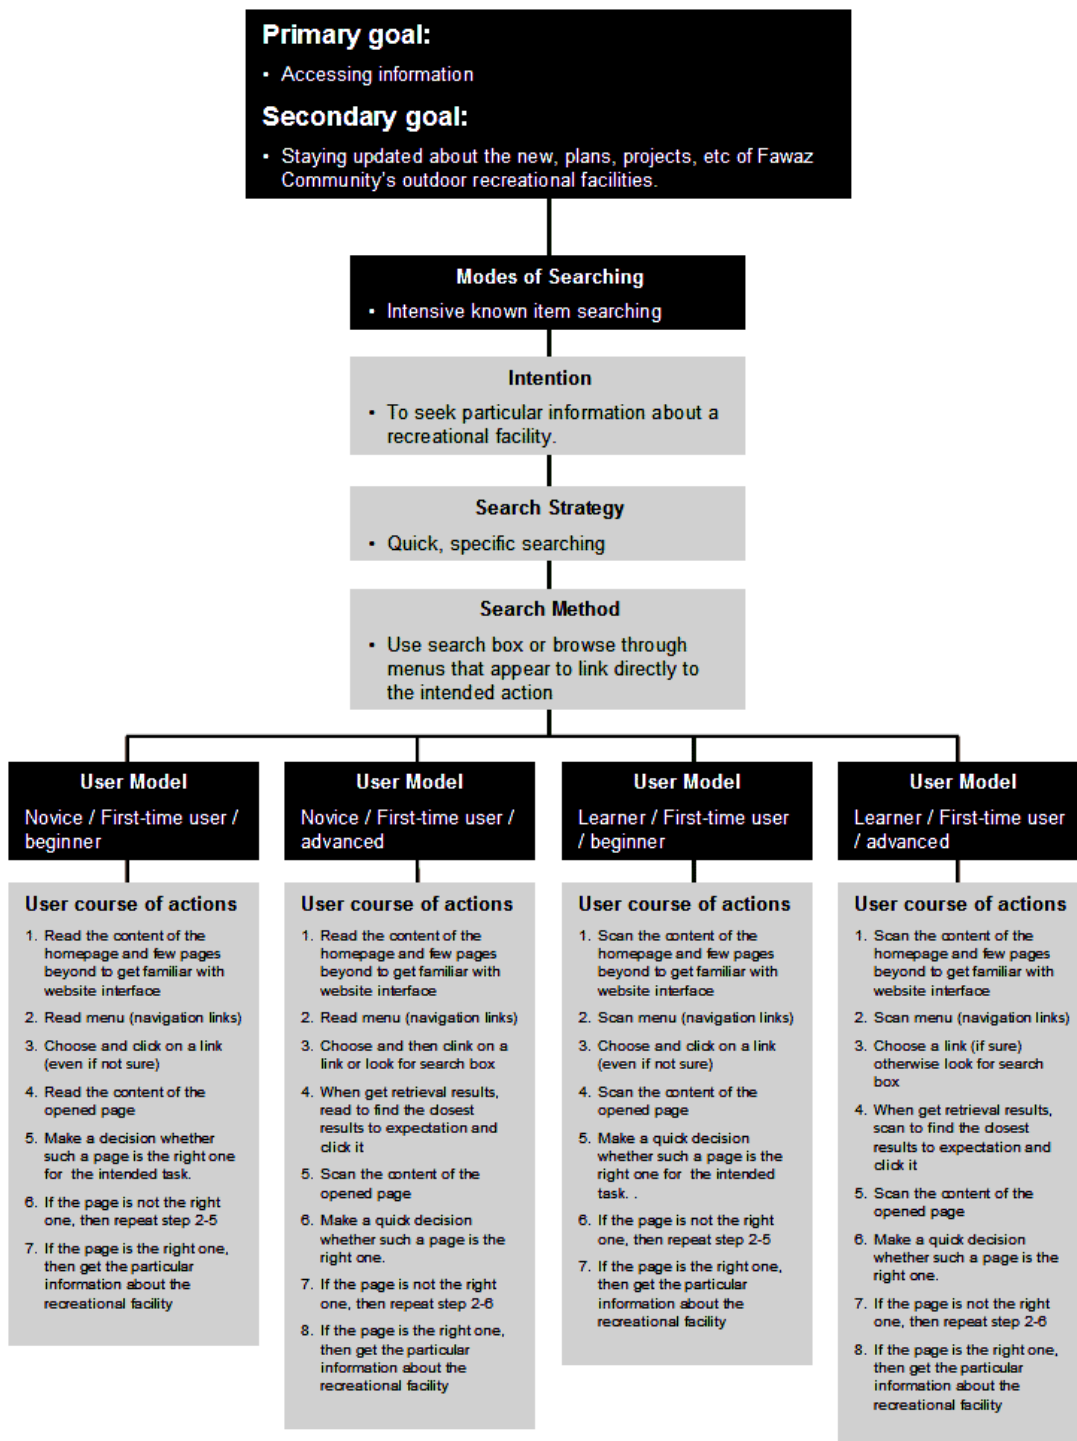 Primary goal:
• Accessing information
Secondary goal:
• Staying updated about the new, plans, projects, etc of Fawaz
Community's outdoor recreational facilities.
Modes of Searching
• Intensive known item searching
Intention
• To seek particular information about a
recreational facility.
Search Strategy
• Quick, specific searching
Search Method
• Use search box or browse through
menus that appear to link directly to
the intended action
User Model
Novice / First-time user /
beginner
User course of actions
1. Read the content of the
homepage and few pages
beyond to get familiar with
website interface
2. Read menu (navigation links)
3. Choose and click on a link
(even if not sure)
4. Read the content of the
opened page
5. Make a decision whether
such a page is the right one
for the intended task.
6. If the page is not the right
one, then repeat step 2-5
7. If the page is the right one,
then get the particular
information about the
recreational facility
User Model
Novice / First-time user /
advanced
User course of actions
1. Read the content of the
homepage and few pages
beyond to get familiar with
website interface
2. Read menu (navigation links)
3. Choose and then clink on a
link or look for search box
4. When get retrieval results,
read to find the closest
results to expectation and
click it
5. Scan the content of the
opened page
6. Make a quick decision
whether such a page is the
right one.
7. If the page is not the right
one, then repeat step 2-6
8. If the page is the right one,
then get the particular
information about the
recreational facility
User Model
Learner / First-time user
/ beginner
User course of actions
1. Scan the content of the
homepage and few pages
beyond to get familiar with
website interface
2. Scan menu (navigation links)
3. Choose and click on a link
(even if not sure)
4. Scan the content of the
opened page
5. Make a quick decision
whether such a page is the
right one for the intended
task. .
6. If the page is not the right
one, then repeat step 2-5
7. If the page is the right one,
then get the particular
information about the
recreational facility
User Model
Learner / First-time user
/ advanced
User course of actions
1. Scan the content of the
homepage and few pages
beyond to get familiar with
website interface
2. Scan menu (navigation links)
3. Choose a link (if sure)
otherwise look for search
box
4. When get retrieval results,
scan to find the closest
results to expectation and
click it
5. Scan the content of the
opened page
6. Make a quick decision
whether such a page is the
right one.
7. If the page is not the right
one, then repeat step 2-6
8. If the page is the right one,
then get the particular
information about the
recreational facility